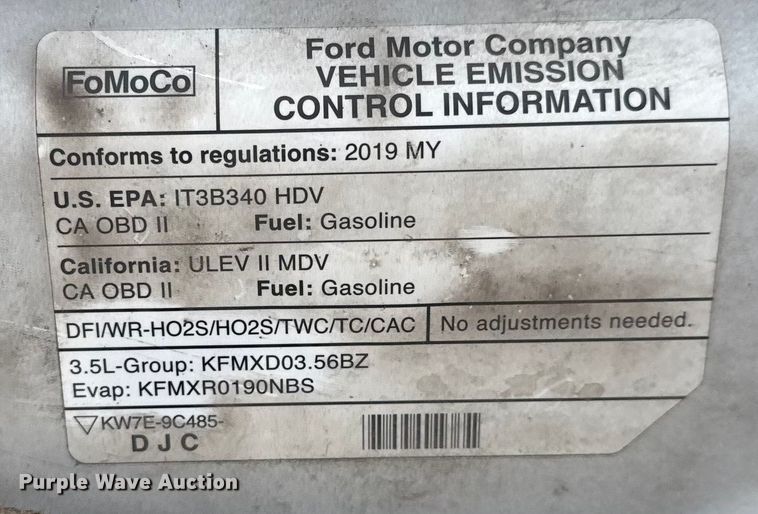 FoMoCo
Ford Motor Company
VEHICLE EMISSION
CONTROL INFORMATION
Conforms to regulations: 2019 MY
U.S. EPA: IT3B340 HDV
CA OBD II Fuel: Gasoline
California: ULEV II MDV
CA OBD II Fuel: Gasoline
DFI/WR-HO2S/HO2S/TWC/TC/CAC No adjustments needed.
3.5L-Group: KFMXD03.56BZ
Evap: KFMXR0190NBS
KW7E-9C485-
D J C
Purple Wave Auction